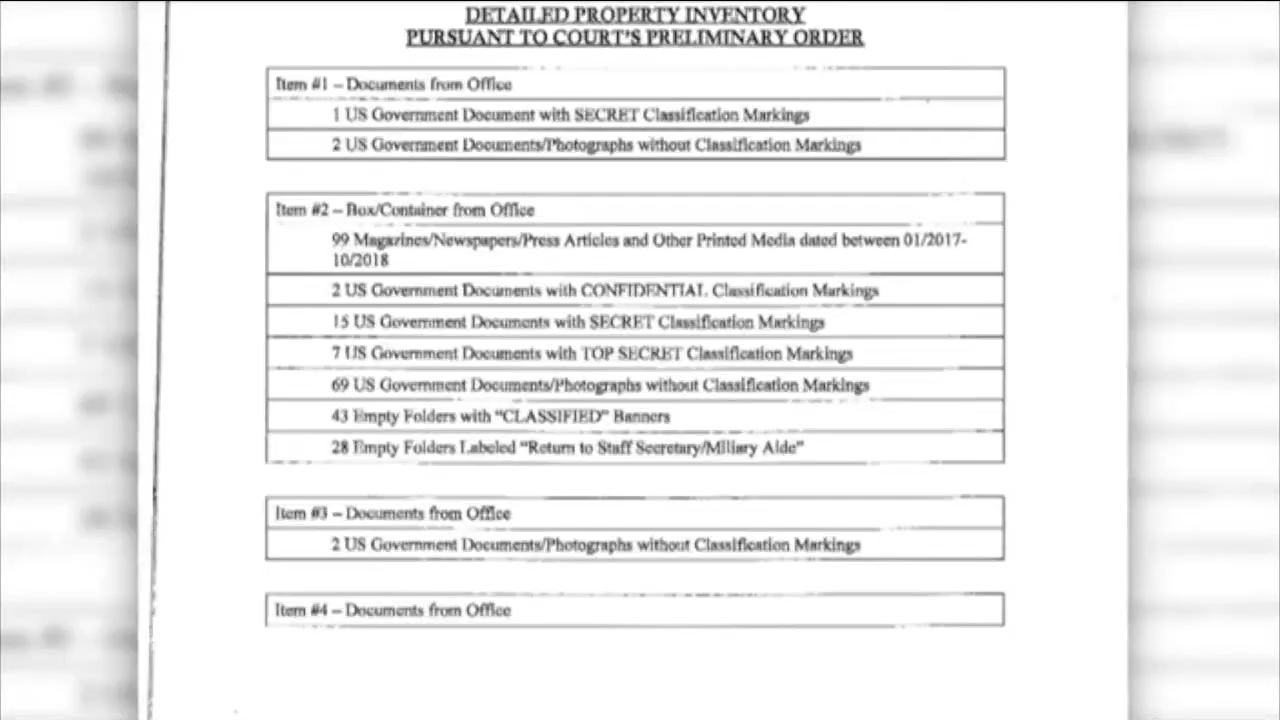 DETAILED PROPERTY INVENTORY
PURSUANT TO COURT'S PRELIMINARY ORDER
Item #1 – Documents from Office
1 US Government Document with SECRET Classification Markings
2 US Government Documents/Photographs without Classification Markings
Item #2 – Box/Container from Office
99 Magazines/Newspapers/Press Articles and Other Printed Media dated between 01/2017-
10/2018
2 US Government Documents with CONFIDENTIAL Classification Markings
15 US Government Documents with SECRET Classification Markings
7 US Government Documents with TOP SECRET Classification Markings
69 US Government Documents/Photographs without Classification Markings
43 Empty Folders with "CLASSIFIED" Banners
28 Empty Folders Labeled "Return to Staff Secretary/Miliary Aide"
Item #3 – Documents from Office
2 US Government Documents/Photographs without Classification Markings
Item #4 – Documents from Office